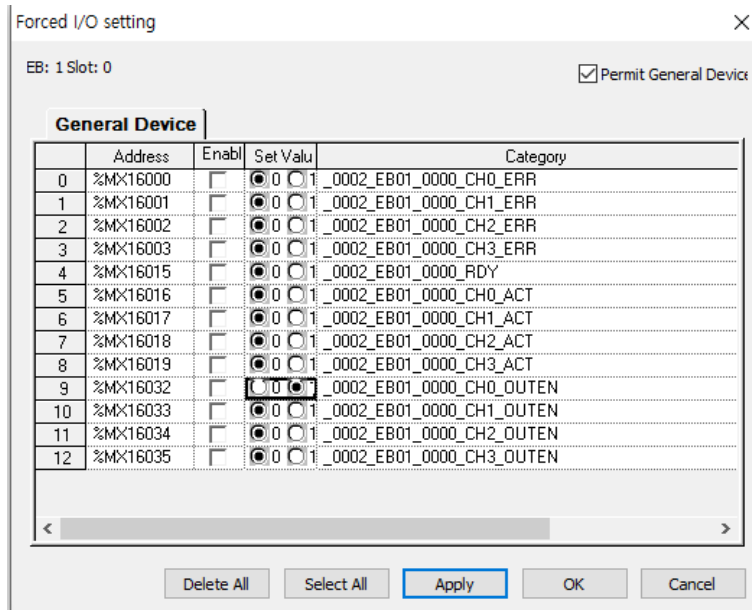 Forced I/O setting
EB: 1 Slot: 0
Permit General Device
General Device
Address Enabl Set Valu Category
0 %MX16000 0 1 _0002_EB01_0000_CH0_ERR
1 %MX16001 0 1 _0002_EB01_0000_CH1_ERR
2 %MX16002 0 1 _0002_EB01_0000_CH2_ERR
3 %MX16003 0 1 _0002_EB01_0000_CH3_ERR
4 %MX16015 0 1 _0002_EB01_0000_RDY
5 %MX16016 0 1 _0002_EB01_0000_CH0_ACT
6 %MX16017 0 1 _0002_EB01_0000_CH1_ACT
7 %MX16018 0 1 _0002_EB01_0000_CH2_ACT
8 %MX16019 0 1 _0002_EB01_0000_CH3_ACT
9 %MX16032 0 1 _0002_EB01_0000_CH0_OUTEN
10 %MX16033 0 1 _0002_EB01_0000_CH1_OUTEN
11 %MX16034 0 1 _0002_EB01_0000_CH2_OUTEN
12 %MX16035 0 1 _0002_EB01_0000_CH3_OUTEN
Delete All Select All Apply OK Cancel